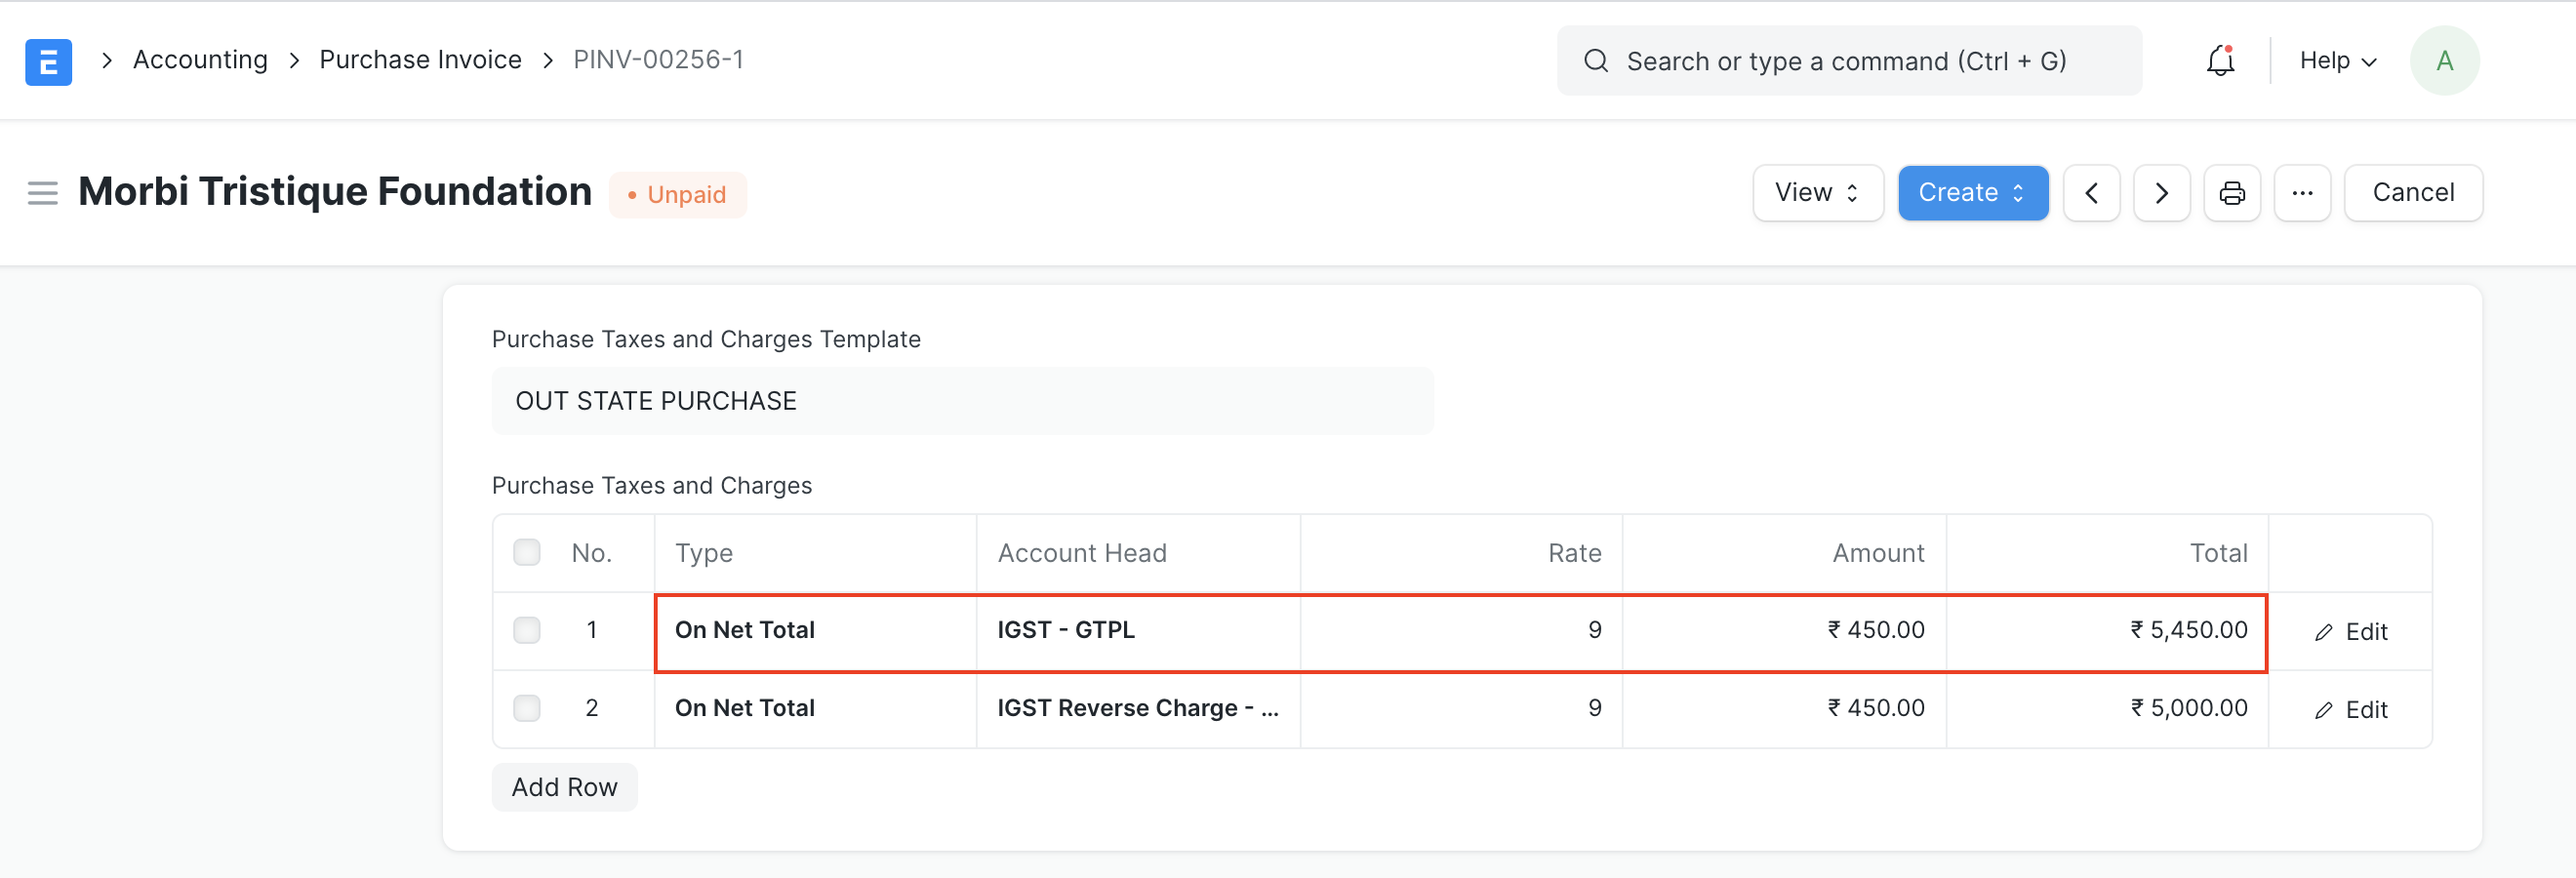 E Accounting Purchase Invoice PINV-00256-1 Search or type a command (Ctrl + G) Help A
Morbi Tristique Foundation Unpaid View Create ... Cancel
Purchase Taxes and Charges Template
OUT STATE PURCHASE
Purchase Taxes and Charges
No. Type Account Head Rate Amount Total
1 On Net Total IGST - GTPL 9 ₹ 450.00 ₹ 5,450.00 Edit
2 On Net Total IGST Reverse Charge - ... 9 ₹ 450.00 ₹ 5,000.00 Edit
Add Row